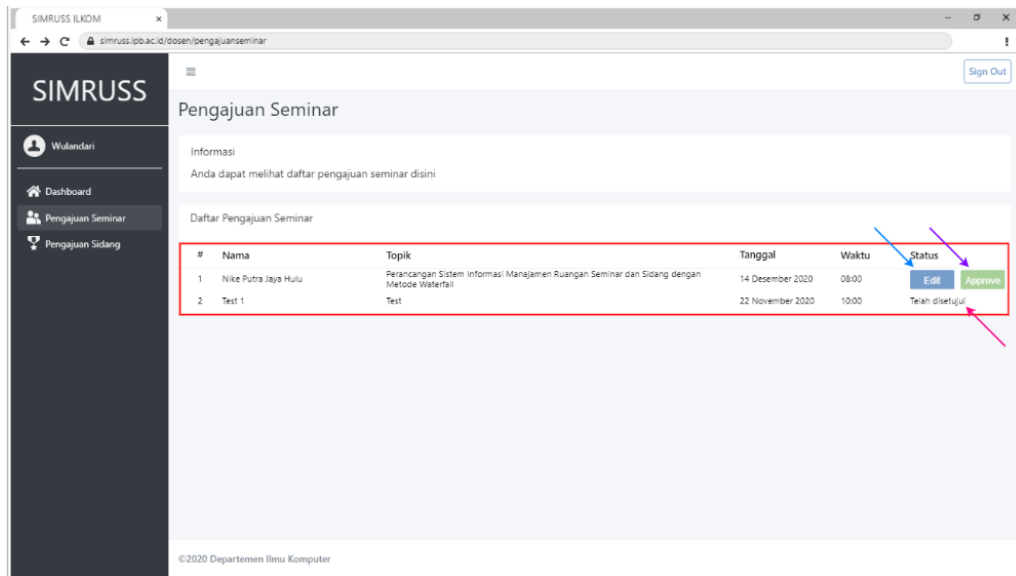 SIMRUSS ILKOM
simruss.ipb.ac.id/dosen/pengajuanseminar
SIMRUSS
Sign Out
Pengajuan Seminar
Wulandari
Informasi
Anda dapat melihat daftar pengajuan seminar disini
Dashboard
Pengajuan Seminar
Pengajuan Sidang
Daftar Pengajuan Seminar
# Nama Topik Tanggal Waktu Status
1 Nike Putra Jaya Hulu Perancangan Sistem Informasi Manajamen Ruangan Seminar dan Sidang dengan
Metode Waterfall 14 Desember 2020 08:00 Edit Approve
2 Test 1 Test 22 November 2020 10:00 Telah disetujui
©2020 Departemen Ilmu Komputer